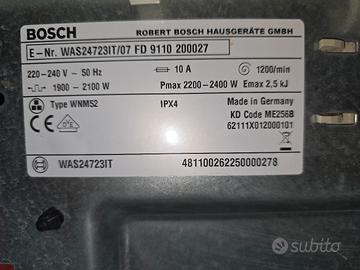 BOSCH ROBERT BOSCH HAUSGERÄTE GMBH
E-Nr. WAS24723IT/07 FD 9110 200027
220-240 V ~ 50 Hz 10 A 1200/min
1900 - 2100 W Pmax 2200-2400 W Emax 2,5 kJ
Type WNM52 IPX4 Made in Germany
KD Code ME256B
62111X012000101
WAS24723IT 481100262250000278
subito